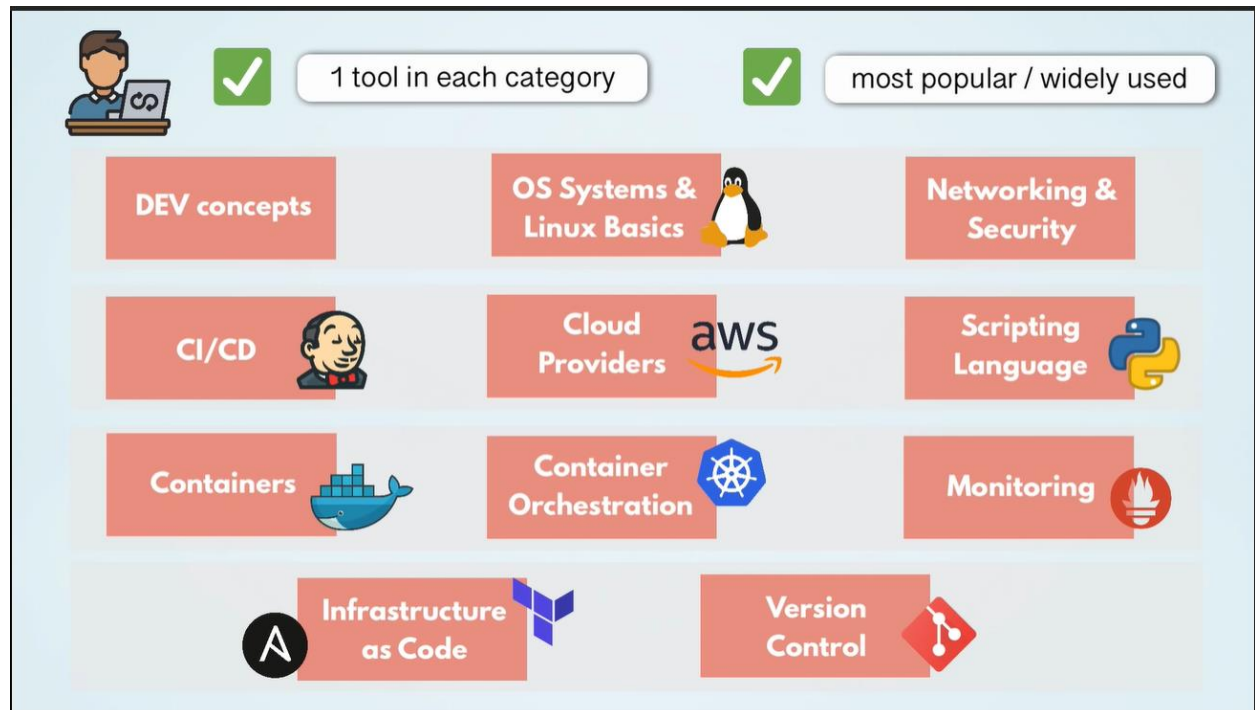 1 tool in each category
most popular / widely used
DEV concepts
OS Systems &
Linux Basics
Networking &
Security
CI/CD
Cloud
Providers
aws
Scripting
Language
Containers
Container
Orchestration
Monitoring
Infrastructure
as Code
Version
Control